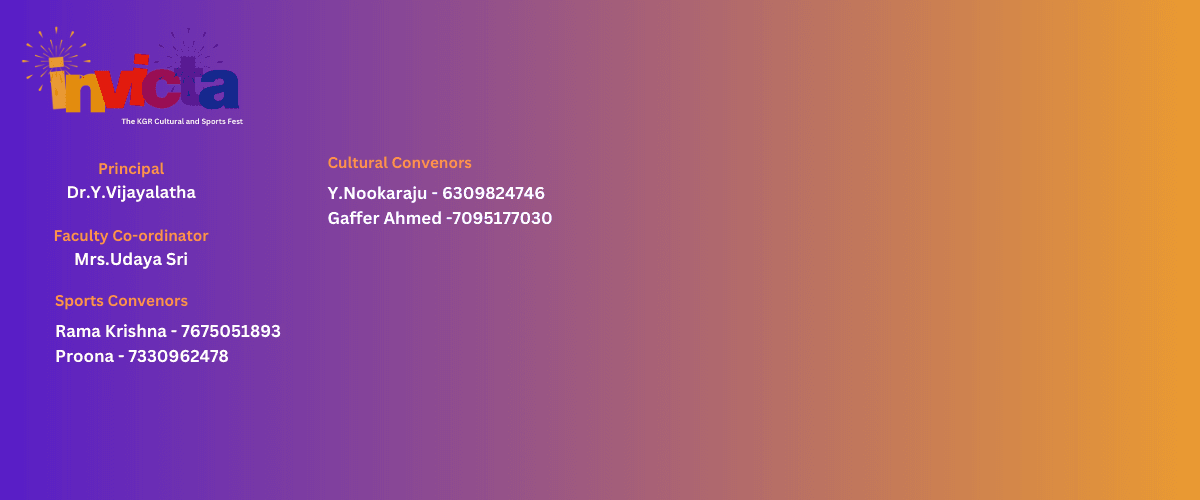 invicta
The KGR Cultural and Sports Fest
Principal
Dr.Y.Vijayalatha
Faculty Co-ordinator
Mrs.Udaya Sri
Sports Convenors
Rama Krishna - 7675051893
Proona - 7330962478
Cultural Convenors
Y.Nookaraju - 6309824746
Gaffer Ahmed -7095177030